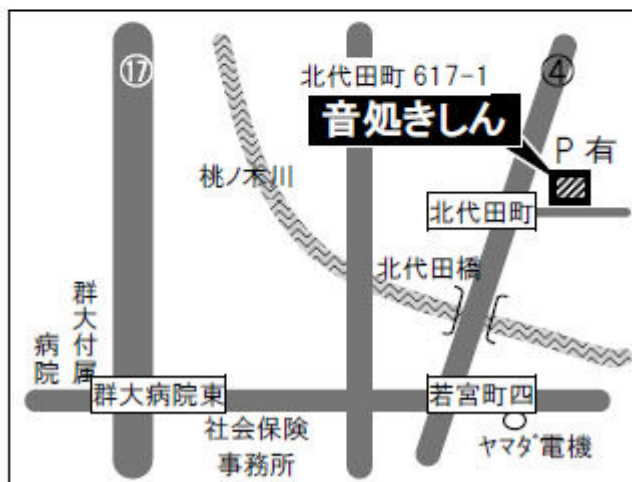 ⑰
北代田町 617-1
④
音処きしん
P 有
桃ノ木川
北代田町
北代田橋
群大付属
病院
群大病院東
若宮町四
社会保険
事務所
ヤマダ電機